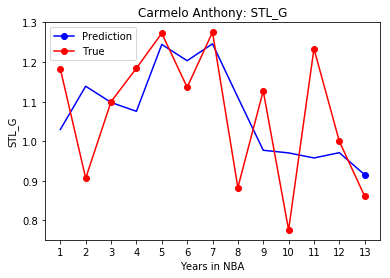 Carmelo Anthony: STL_G
Prediction
True
1.3
1.2
1.1
1.0
0.9
0.8
STL_G
1 2 3 4 5 6 7 8 9 10 11 12 13
Years in NBA